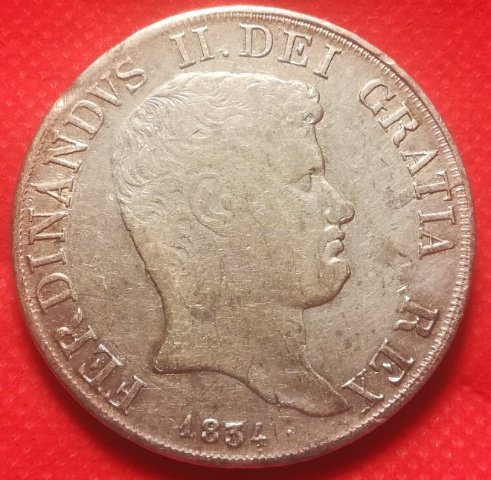 FERDINANDVS II. DEI GRATIA REX
1834.